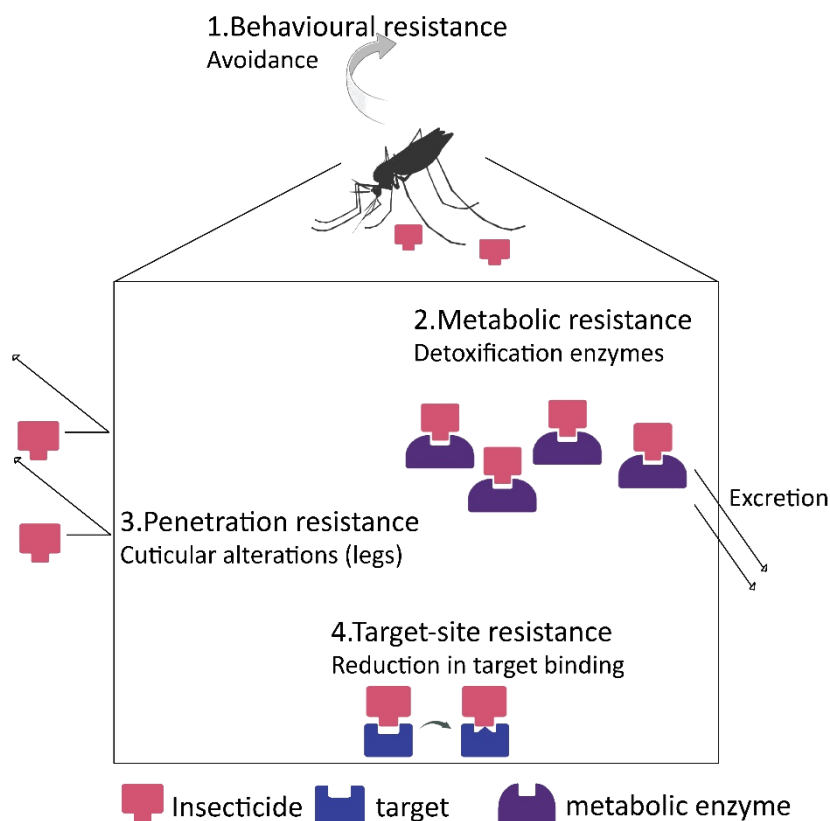 1.Behavioural resistance
Avoidance
2.Metabolic resistance
Detoxification enzymes
Excretion
3.Penetration resistance
Cuticular alterations (legs)
4.Target-site resistance
Reduction in target binding
Insecticide
target
metabolic enzyme